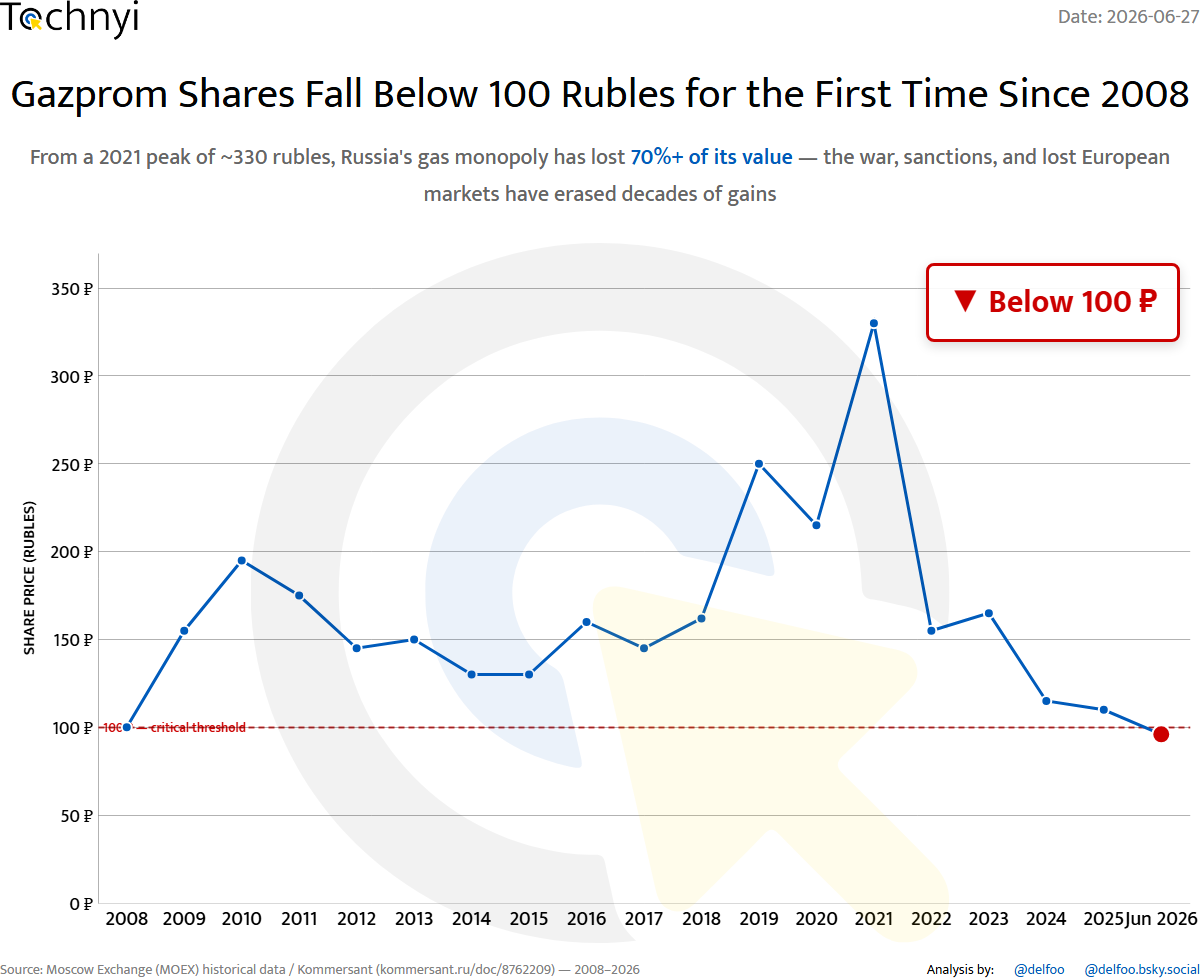 Tochnyi
Date: 2026-06-27
Gazprom Shares Fall Below 100 Rubles for the First Time Since 2008
From a 2021 peak of ~330 rubles, Russia's gas monopoly has lost 70%+ of its value — the war, sanctions, and lost European
markets have erased decades of gains
▼ Below 100 ₽
350 ₽
300 ₽
250 ₽
200 ₽
150 ₽
100 ₽
50 ₽
0 ₽
SHARE PRICE (RUBLES)
— critical threshold
2008 2009 2010 2011 2012 2013 2014 2015 2016 2017 2018 2019 2020 2021 2022 2023 2024 2025 Jun 2026
Source: Moscow Exchange (MOEX) historical data / Kommersant (kommersant.ru/doc/8762209) — 2008–2026
Analysis by: @delfoo @delfoo.bsky.social